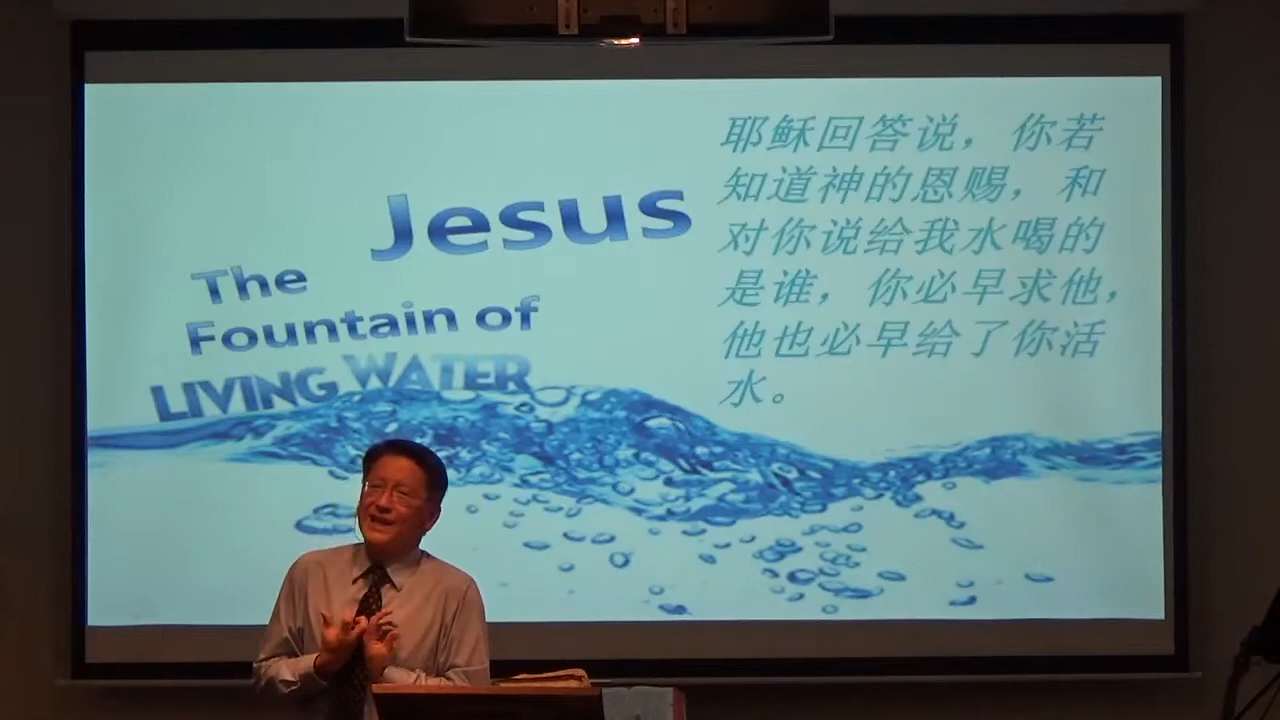 Jesus
The
Fountain of
LIVING WATER
耶稣回答说，你若
知道神的恩赐，和
对你说给我水喝的
是谁，你必早求他，
他也必早给了你活
水。